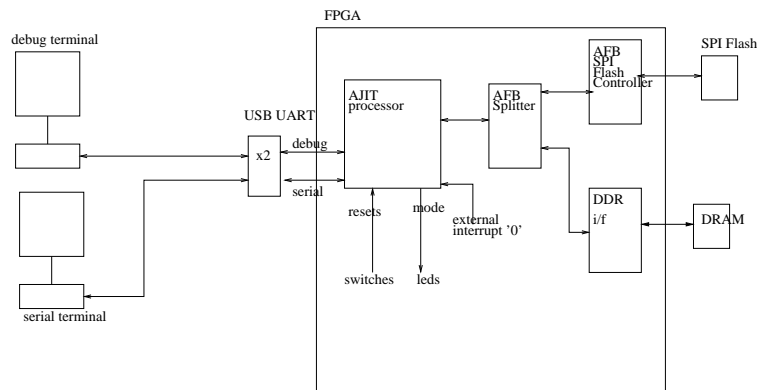 FPGA
debug terminal
AFB
SPI
Flash
Controller
SPI Flash
AJIT
processor
AFB
Splitter
USB UART
x2
debug
serial
resets
mode
external
interrupt '0'
DDR
i/f
DRAM
switches
leds
serial terminal